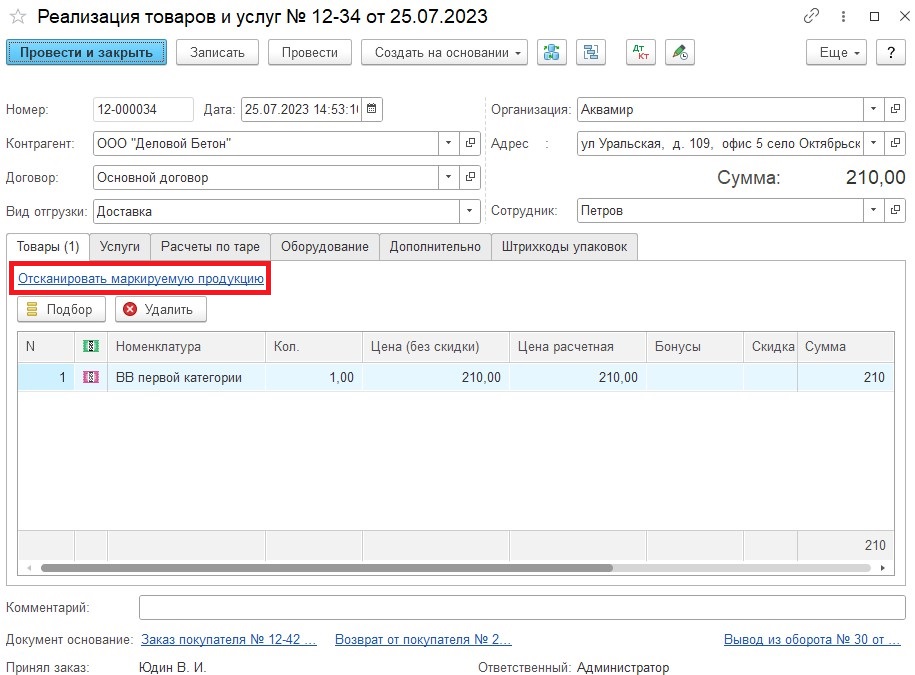 Реализация товаров и услуг № 12-34 от 25.07.2023
Провести и закрыть Записать Провести Создать на основании Дт Кт Еще ?
Номер: 12-000034 Дата: 25.07.2023 14:53:1 Организация: Аквамир
Контрагент: ООО "Деловой Бетон" Адрес : ул Уральская, д. 109, офис 5 село Октябрьск
Договор: Основной договор Сумма: 210,00
Вид отгрузки: Доставка Сотрудник: Петров
Товары (1) Услуги Расчеты по таре Оборудование Дополнительно Штрихкоды упаковок
Отсканировать маркируемую продукцию
Подбор Удалить
N Номенклатура Кол. Цена (без скидки) Цена расчетная Бонусы Скидка Сумма
1 ВВ первой категории 1,00 210,00 210,00 210
210
Комментарий:
Документ основание: Заказ покупателя № 12-42 ... Возврат от покупателя № 2... Вывод из оборота № 30 от ...
Принял заказ: Юдин В. И. Ответственный: Администратор